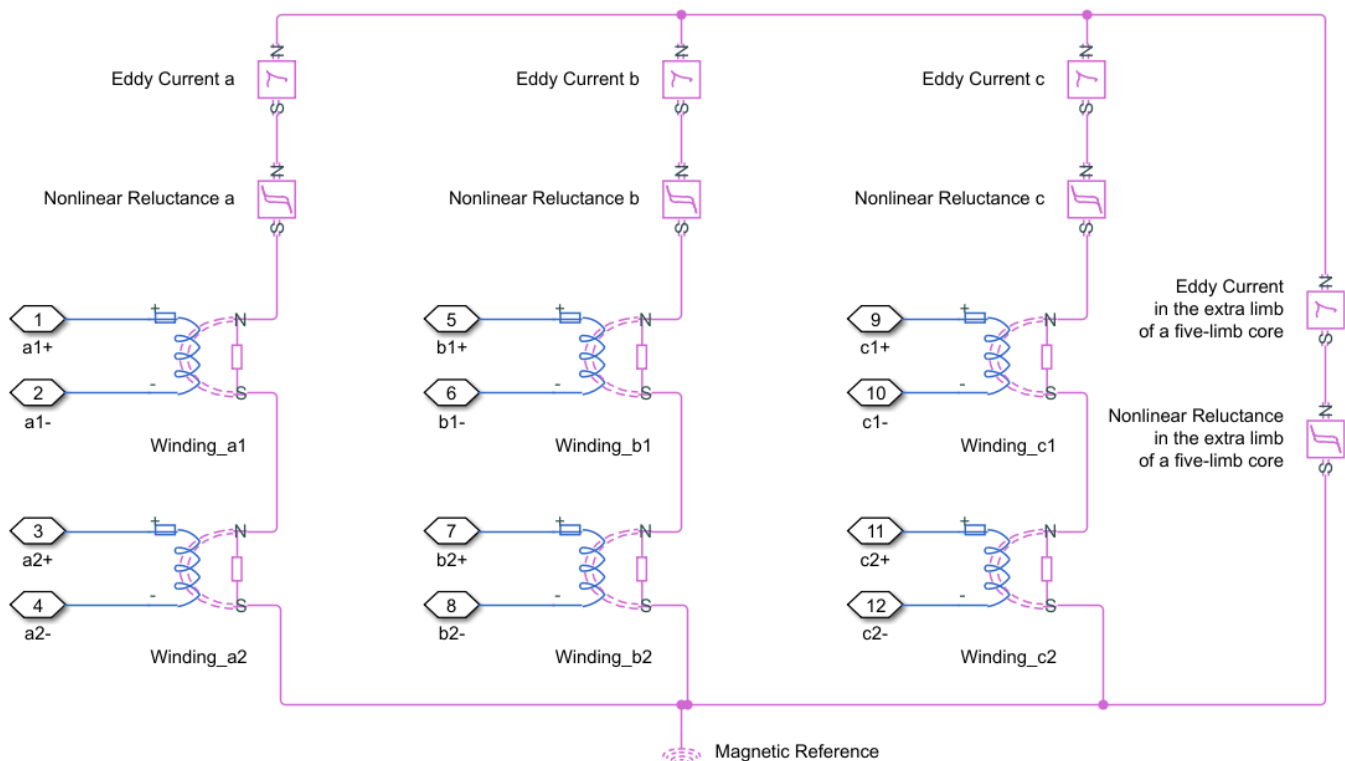 N
N
N
Eddy Current a
Eddy Current b
Eddy Current c
S
S
S
N
N
N
Nonlinear Reluctance a
Nonlinear Reluctance b
Nonlinear Reluctance c
S
S
S
N
Eddy Current
in the extra limb
of a five-limb core
S
1
+
N
a1+
2
-
S
a1-
Winding_a1
5
+
N
b1+
6
-
S
b1-
Winding_b1
9
+
N
c1+
10
-
S
c1-
Winding_c1
N
Nonlinear Reluctance
in the extra limb
of a five-limb core
S
3
+
N
a2+
4
-
S
a2-
Winding_a2
7
+
N
b2+
8
-
S
b2-
Winding_b2
11
+
N
c2+
12
-
S
c2-
Winding_c2
Magnetic Reference